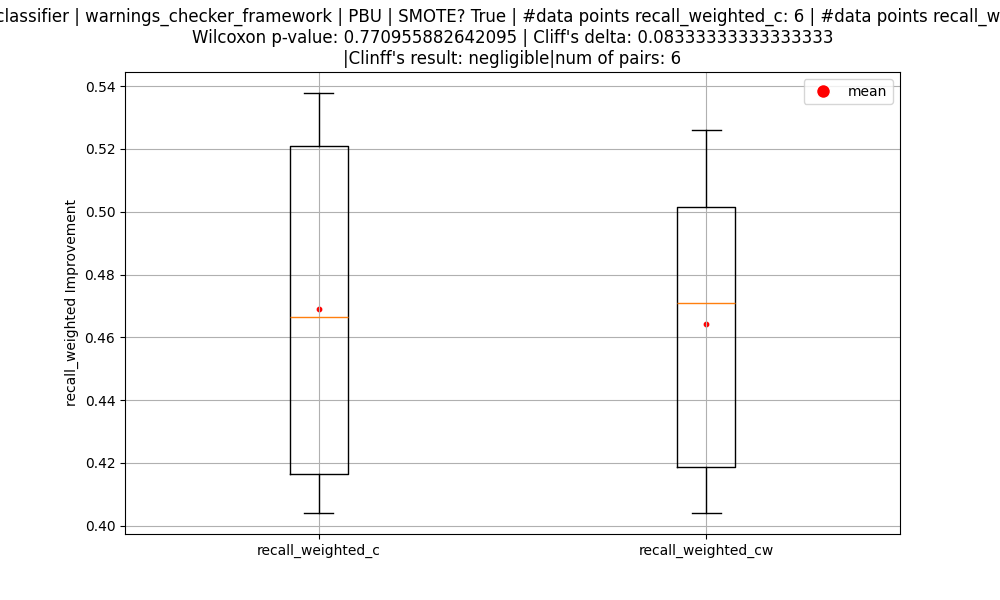 classifier | warnings_checker_framework | PBU | SMOTE? True | #data points recall_weighted_c: 6 | #data points recall_w
Wilcoxon p-value: 0.770955882642095 | Cliff's delta: 0.08333333333333333
|Clinff's result: negligible|num of pairs: 6
mean
recall_weighted Improvement
0.54
0.52
0.50
0.48
0.46
0.44
0.42
0.40
recall_weighted_c
recall_weighted_cw